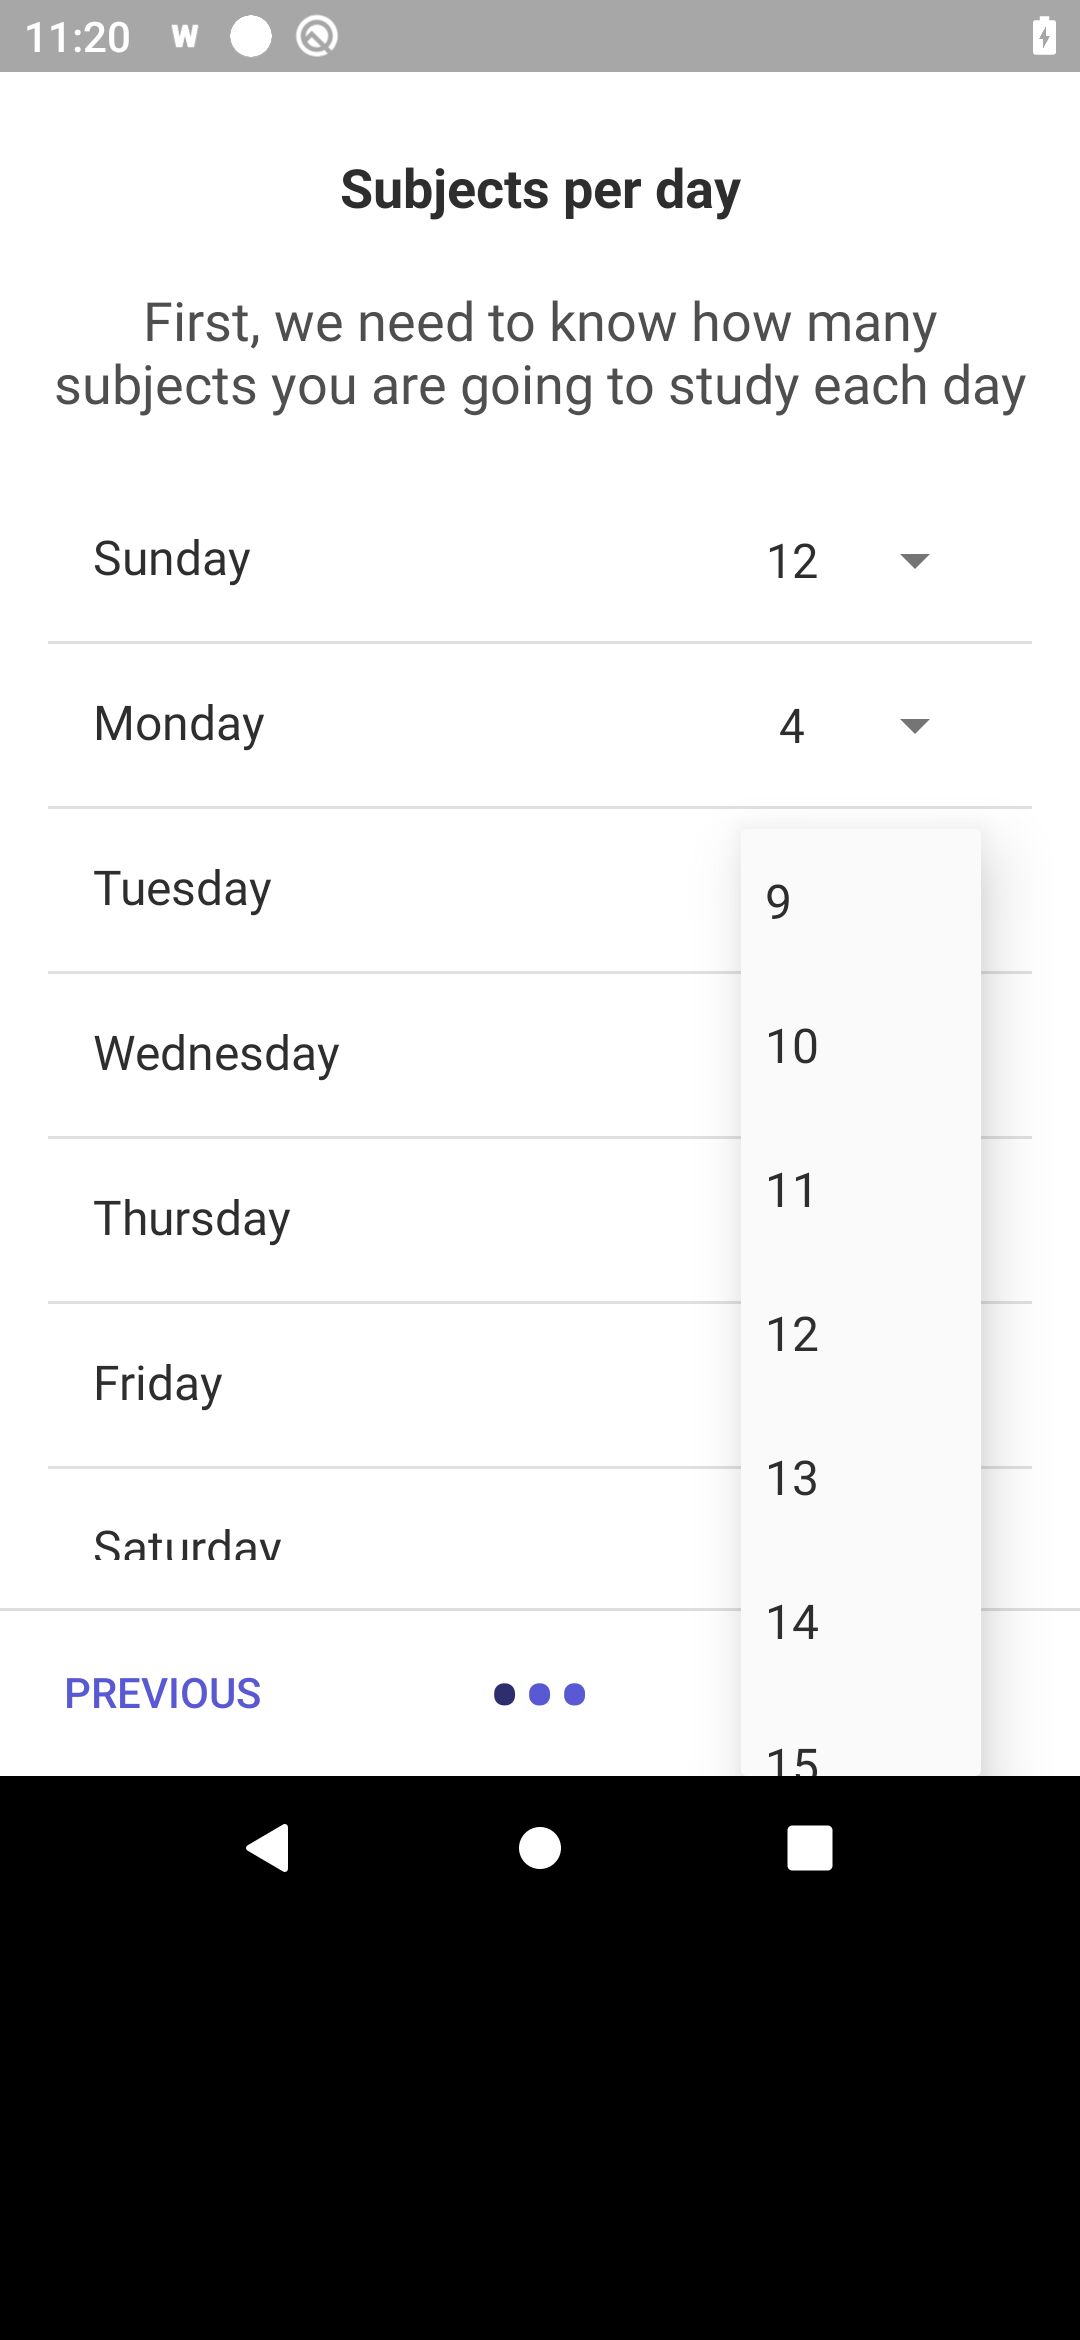 11:20 W
Subjects per day
First, we need to know how many
subjects you are going to study each day
Sunday 12
Monday 4
Tuesday
9
Wednesday
10
Thursday
11
12
Friday
13
Saturday
14
PREVIOUS
15